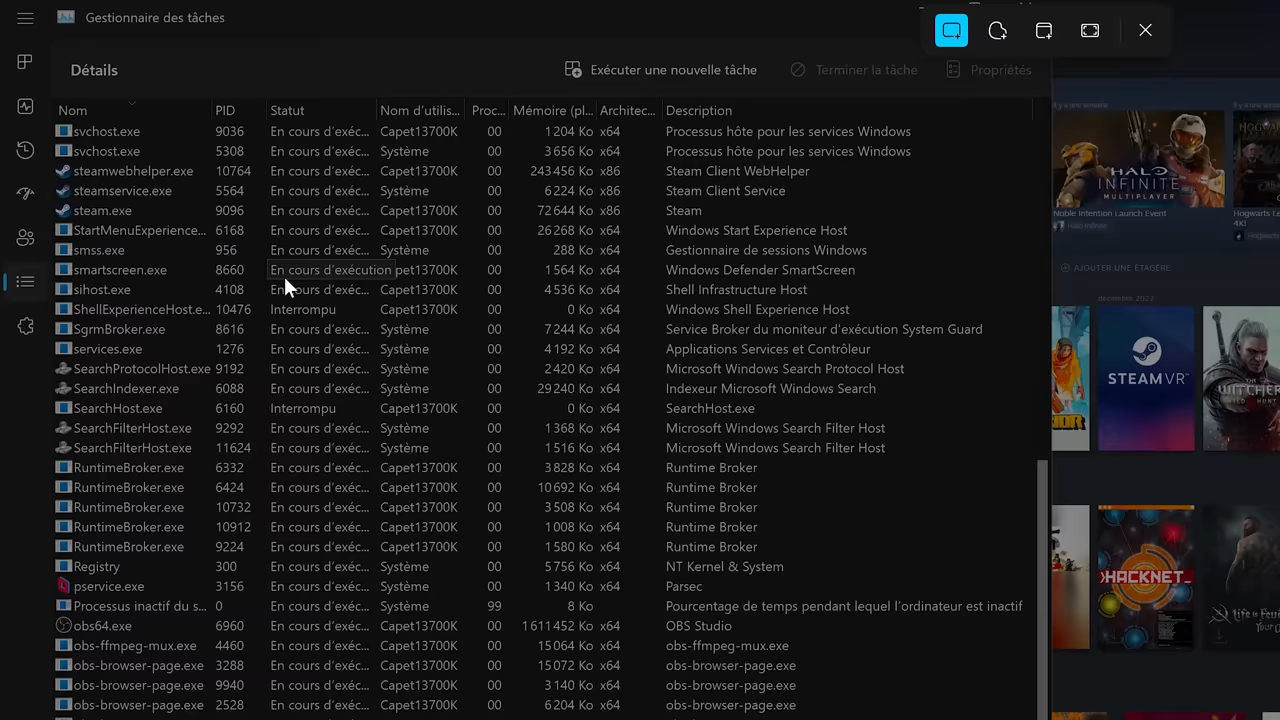 Gestionnaire des tâches
Détails
Exécuter une nouvelle tâche
Terminer la tâche
Propriétés
Nom PID Statut Nom d'utilis... Proc... Mémoire (pl... Architec... Description
svchost.exe 9036 En cours d'exéc... Capet13700K 00 1 204 Ko x64 Processus hôte pour les services Windows
svchost.exe 5308 En cours d'exéc... Système 00 3 656 Ko x64 Processus hôte pour les services Windows
steamwebhelper.exe 10764 En cours d'exéc... Capet13700K 00 243 456 Ko x86 Steam Client WebHelper
steamservice.exe 5564 En cours d'exéc... Système 00 6 224 Ko x86 Steam Client Service
steam.exe 9096 En cours d'exéc... Capet13700K 00 72 644 Ko x86 Steam
StartMenuExperience... 6168 En cours d'exéc... Capet13700K 00 26 268 Ko x64 Windows Start Experience Host
smss.exe 956 En cours d'exéc... Système 00 288 Ko x64 Gestionnaire de sessions Windows
smartscreen.exe 8660 En cours d'exécution pet13700K 00 1 564 Ko x64 Windows Defender SmartScreen
sihost.exe 4108 En cours d'exéc... Capet13700K 00 4 536 Ko x64 Shell Infrastructure Host
ShellExperienceHost.e... 10476 Interrompu Capet13700K 00 0 Ko x64 Windows Shell Experience Host
SgrmBroker.exe 8616 En cours d'exéc... Système 00 7 244 Ko x64 Service Broker du moniteur d'exécution System Guard
services.exe 1276 En cours d'exéc... Système 00 4 192 Ko x64 Applications Services et Contrôleur
SearchProtocolHost.exe 9192 En cours d'exéc... Système 00 2 420 Ko x64 Microsoft Windows Search Protocol Host
SearchIndexer.exe 6088 En cours d'exéc... Système 00 29 240 Ko x64 Indexeur Microsoft Windows Search
SearchHost.exe 6160 Interrompu Capet13700K 00 0 Ko x64 SearchHost.exe
SearchFilterHost.exe 9292 En cours d'exéc... Capet13700K 00 1 368 Ko x64 Microsoft Windows Search Filter Host
SearchFilterHost.exe 11624 En cours d'exéc... Système 00 1 516 Ko x64 Microsoft Windows Search Filter Host
RuntimeBroker.exe 6332 En cours d'exéc... Capet13700K 00 3 828 Ko x64 Runtime Broker
RuntimeBroker.exe 6424 En cours d'exéc... Capet13700K 00 10 692 Ko x64 Runtime Broker
RuntimeBroker.exe 10732 En cours d'exéc... Capet13700K 00 3 508 Ko x64 Runtime Broker
RuntimeBroker.exe 10912 En cours d'exéc... Capet13700K 00 1 008 Ko x64 Runtime Broker
RuntimeBroker.exe 9224 En cours d'exéc... Capet13700K 00 1 580 Ko x64 Runtime Broker
Registry 300 En cours d'exéc... Système 00 5 756 Ko x64 NT Kernel & System
pservice.exe 3156 En cours d'exéc... Système 00 1 340 Ko x64 Parsec
Processus inactif du s... 0 En cours d'exéc... Système 99 8 Ko Pourcentage de temps pendant lequel l'ordinateur est inactif
obs64.exe 6960 En cours d'exéc... Capet13700K 00 1 611 452 Ko x64 OBS Studio
obs-ffmpeg-mux.exe 4460 En cours d'exéc... Capet13700K 00 15 064 Ko x64 obs-ffmpeg-mux.exe
obs-browser-page.exe 3288 En cours d'exéc... Capet13700K 00 15 072 Ko x64 obs-browser-page.exe
obs-browser-page.exe 9940 En cours d'exéc... Capet13700K 00 3 140 Ko x64 obs-browser-page.exe
obs-browser-page.exe 2528 En cours d'exéc... Capet13700K 00 6 204 Ko x64 obs-browser-page.exe
Il y a une semaine
HALO
INFINITE
MULTIPLAYER
Noble Intention Launch Event
Halo Infinite
Hogwarts L
AJOUTER UNE ÉTAGÈRE
décembre 2022
STEAMVR
THE
WITCHER
WILD HUNT
HACKNET_